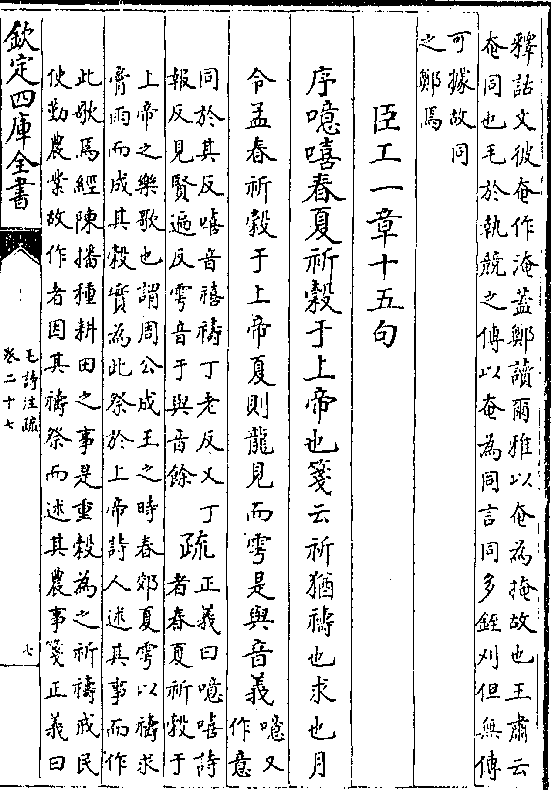 釋詁文彼奄作淹蓋鄭讀爾雅以奄為掩故也王肅云
奄同也毛於執競之傳以奄為同言同多銍刈但無傳
可據故同
之鄭焉
臣工一章十五句
序噫嘻春夏祈穀于上帝也箋云祈猶禱也求也月
令孟春祈穀于上帝夏則龍見而雩是與音義
噫又
作意
同於其反嘻音禧禱丁老反又丁
報反見賢遍反雩音于與音餘
疏
正義曰噫嘻詩
者春夏祈穀于
上帝之樂歌也謂周公成王之時春郊夏雩以禱求
膏雨而成其穀實為此祭於上帝詩人述其事而作
此歌焉經陳播種耕田之事是重穀為之祈禱戒民
使勤農業故作者因其禱祭而述其農事箋正義曰
欽定四庫全書
毛詩注疏
卷二十七
七